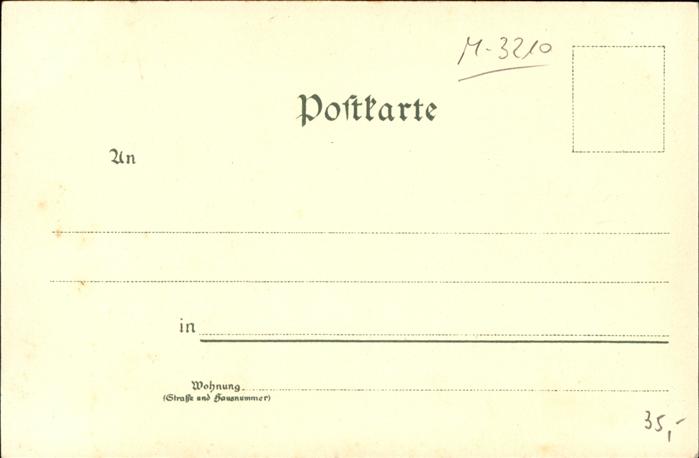 M-3210
Postkarte
An
in
Wohnung
(Straße und Hausnummer)
35,-